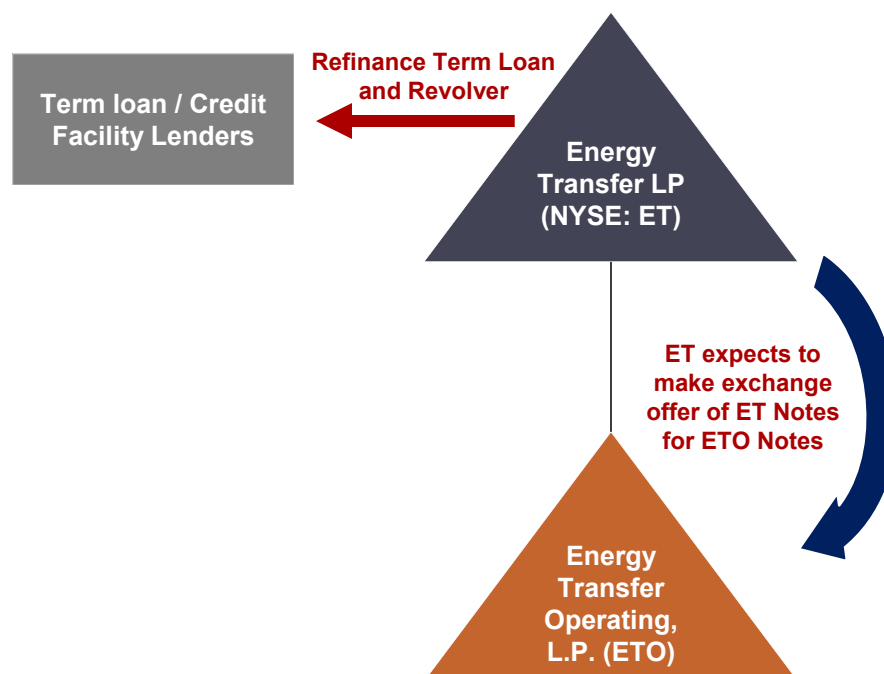 Refinance Term Loan
and Revolver
Term loan / Credit
Facility Lenders
Energy
Transfer LP
(NYSE: ET)
ET expects to
make exchange
offer of ET Notes
for ETO Notes
Energy
Transfer
Operating,
L.P. (ETO)